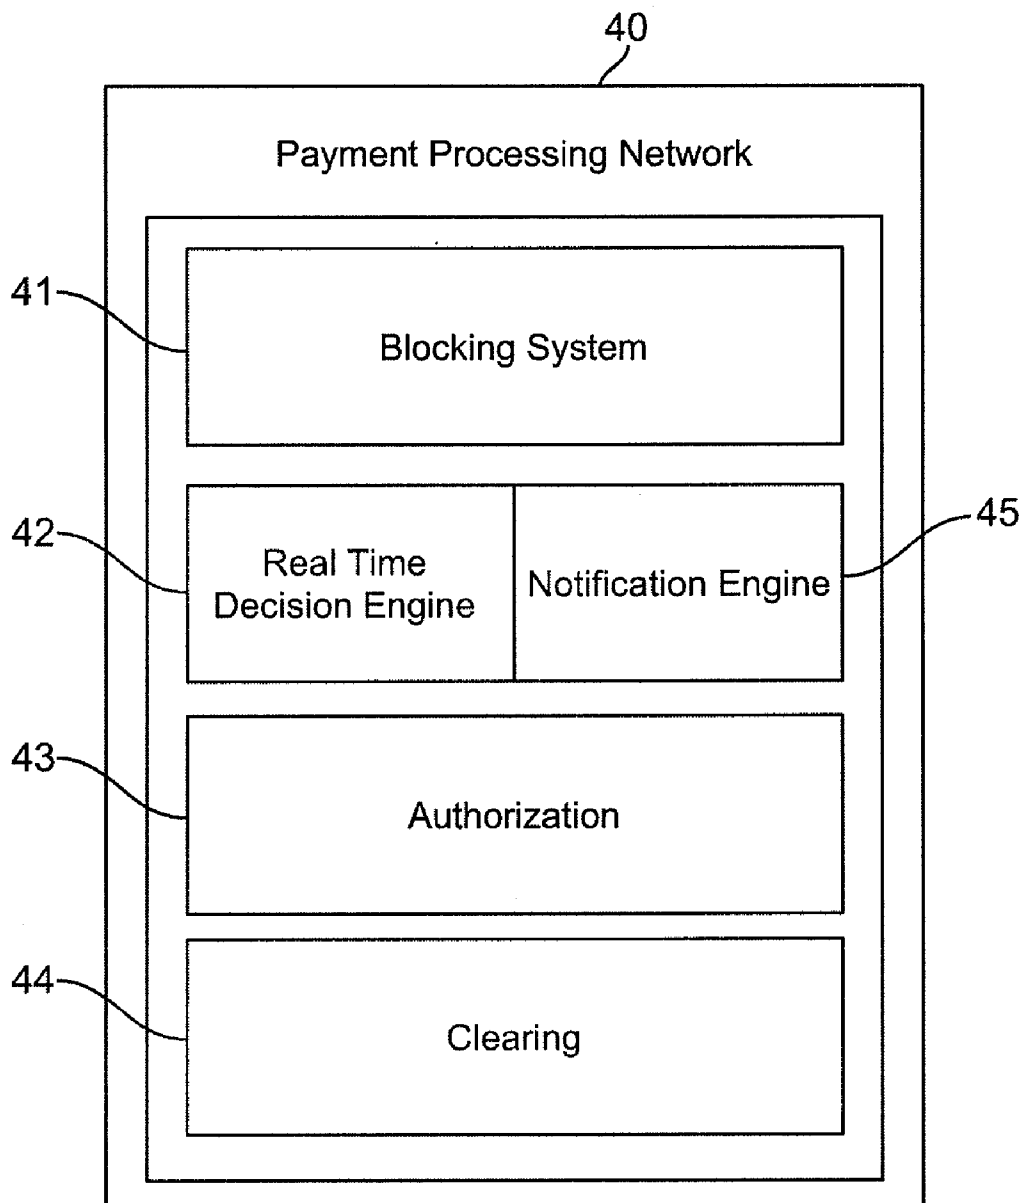 40
Payment Processing Network
41
Blocking System
42
Real Time
Decision Engine
Notification Engine
45
43
Authorization
44
Clearing